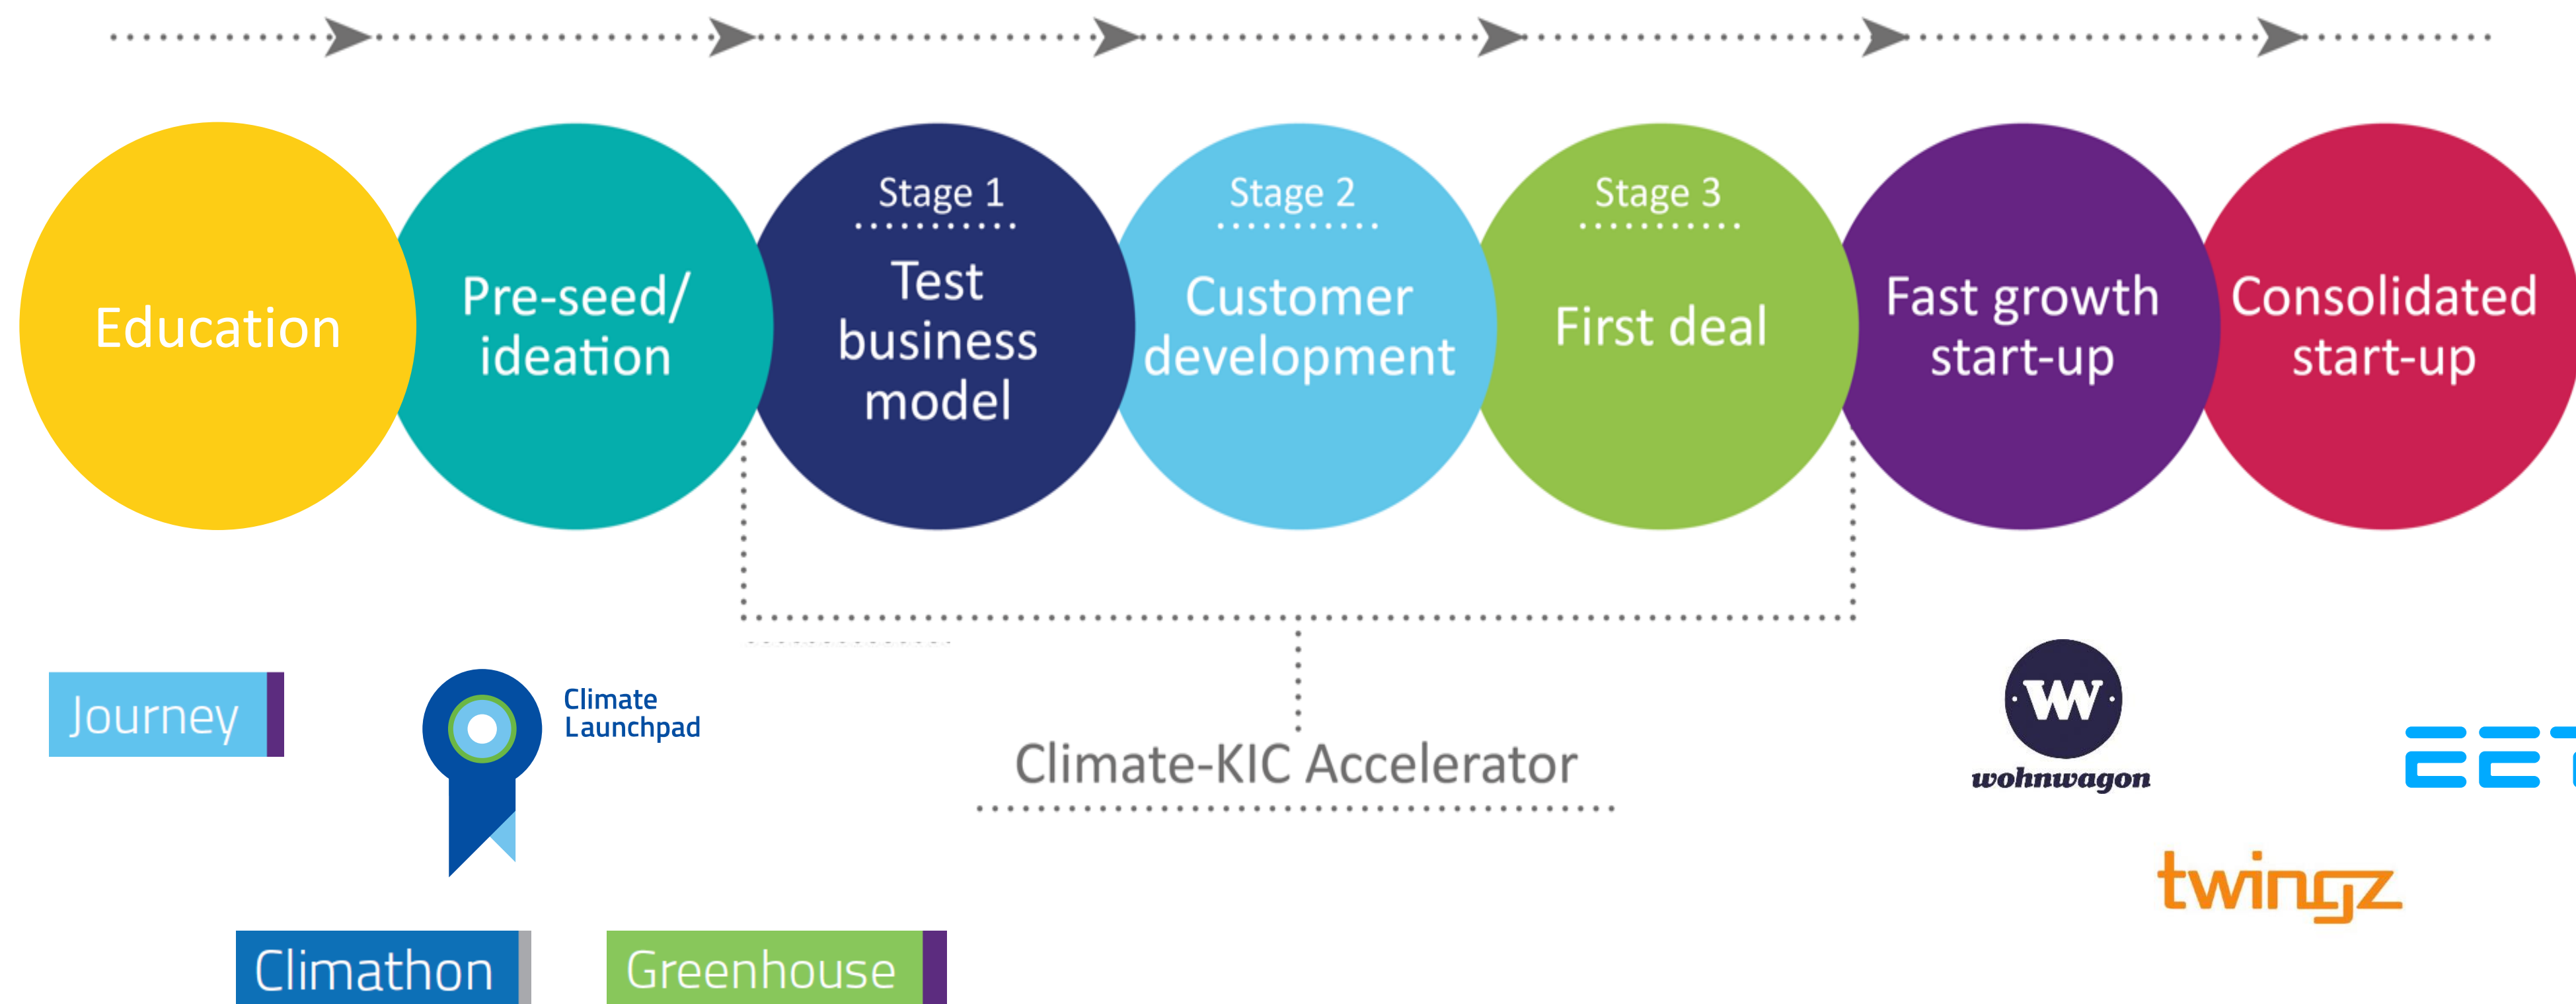 Education
Pre-seed/
ideation
Stage 1
Test
business
model
Stage 2
Customer
development
Stage 3
First deal
Fast growth
start-up
Consolidated
start-up
Journey
Climate
Launchpad
Climate-KIC Accelerator
W
wohnwagon
twingz
Climathon
Greenhouse